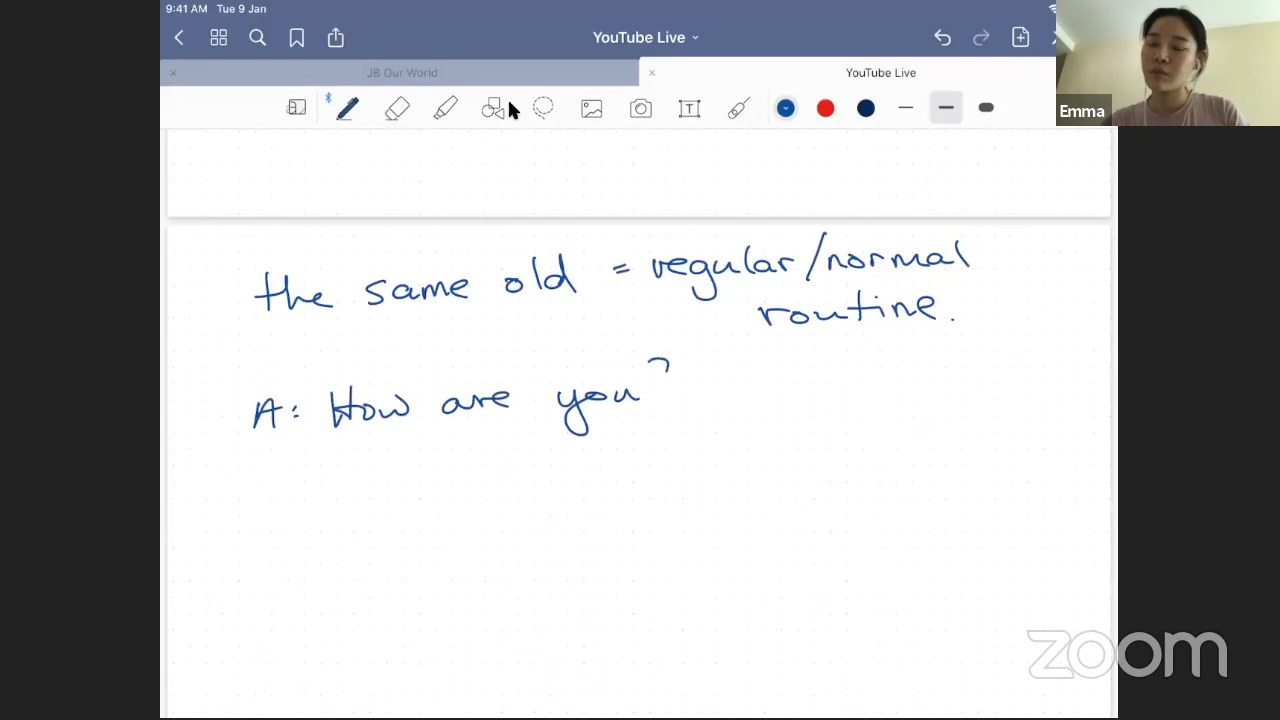 9:41 AM Tue 9 Jan
YouTube Live
JB Our World
YouTube Live
T
Emma
the same old = regular/normal
routine.
A: How are you?
zoom